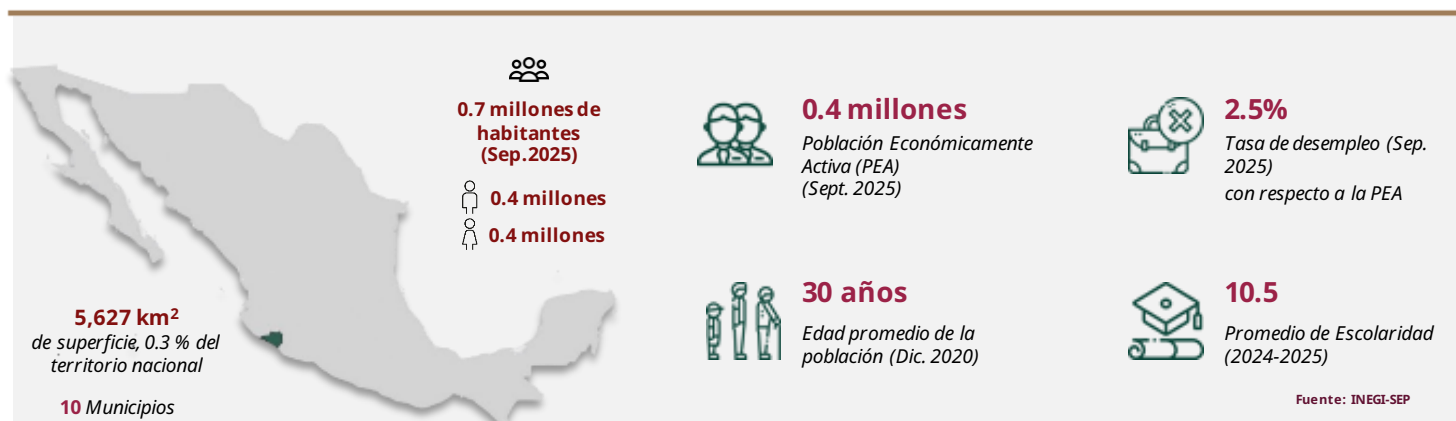 0.7 millones de
habitantes
(Sep.2025)
0.4 millones
0.4 millones
5,627 km²
de superficie, 0.3 % del
territorio nacional
10 Municipios
0.4 millones
Población Económicamente
Activa (PEA)
(Sept. 2025)
2.5%
Tasa de desempleo (Sep.
2025)
con respecto a la PEA
30 años
Edad promedio de la
población (Dic. 2020)
10.5
Promedio de Escolaridad
(2024-2025)
Fuente: INEGI-SEP